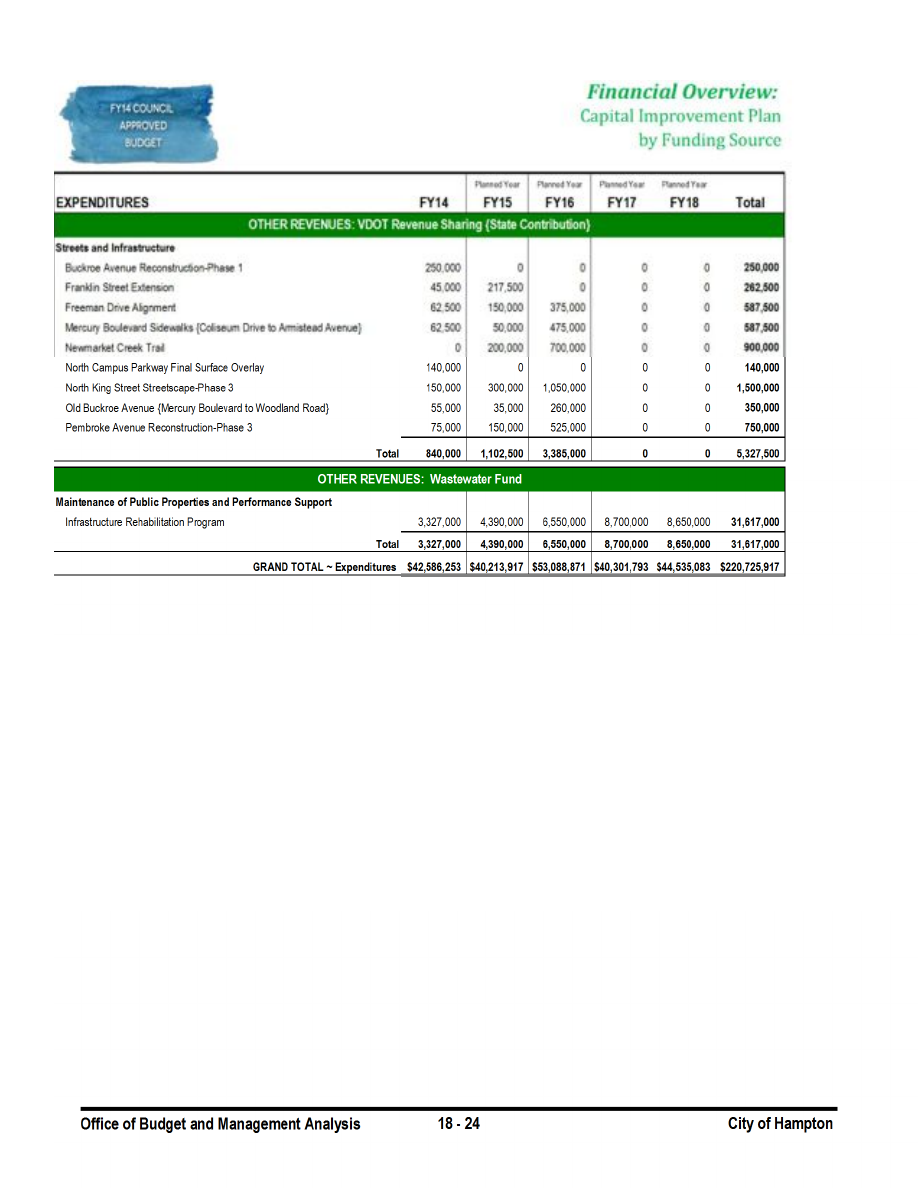 FY14 COUNCIL
APPROVED
BUDGET
Financial Overview:
Capital Improvement Plan
by Funding Source
Planned Year Planned Year Planned Year Planned Year
EXPENDITURES FY14 FY15 FY16 FY17 FY18 Total
OTHER REVENUES: VDOT Revenue Sharing {State Contribution}
Streets and Infrastructure
Buckroe Avenue Reconstruction-Phase 1 250,000 0 0 0 0 250,000
Franklin Street Extension 45,000 217,500 0 0 0 262,500
Freeman Drive Alignment 62,500 150,000 375,000 0 0 587,500
Mercury Boulevard Sidewalks {Coliseum Drive to Armistead Avenue} 62,500 50,000 475,000 0 0 587,500
Newmarket Creek Trail 0 200,000 700,000 0 0 900,000
North Campus Parkway Final Surface Overlay 140,000 0 0 0 0 140,000
North King Street Streetscape-Phase 3 150,000 300,000 1,050,000 0 0 1,500,000
Old Buckroe Avenue {Mercury Boulevard to Woodland Road} 55,000 35,000 260,000 0 0 350,000
Pembroke Avenue Reconstruction-Phase 3 75,000 150,000 525,000 0 0 750,000
Total 840,000 1,102,500 3,385,000 0 0 5,327,500
OTHER REVENUES: Wastewater Fund
Maintenance of Public Properties and Performance Support
Infrastructure Rehabilitation Program 3,327,000 4,390,000 6,550,000 8,700,000 8,650,000 31,617,000
Total 3,327,000 4,390,000 6,550,000 8,700,000 8,650,000 31,617,000
GRAND TOTAL ~ Expenditures $42,586,253 $40,213,917 $53,088,871 $40,301,793 $44,535,083 $220,725,917
Office of Budget and Management Analysis 18 - 24 City of Hampton